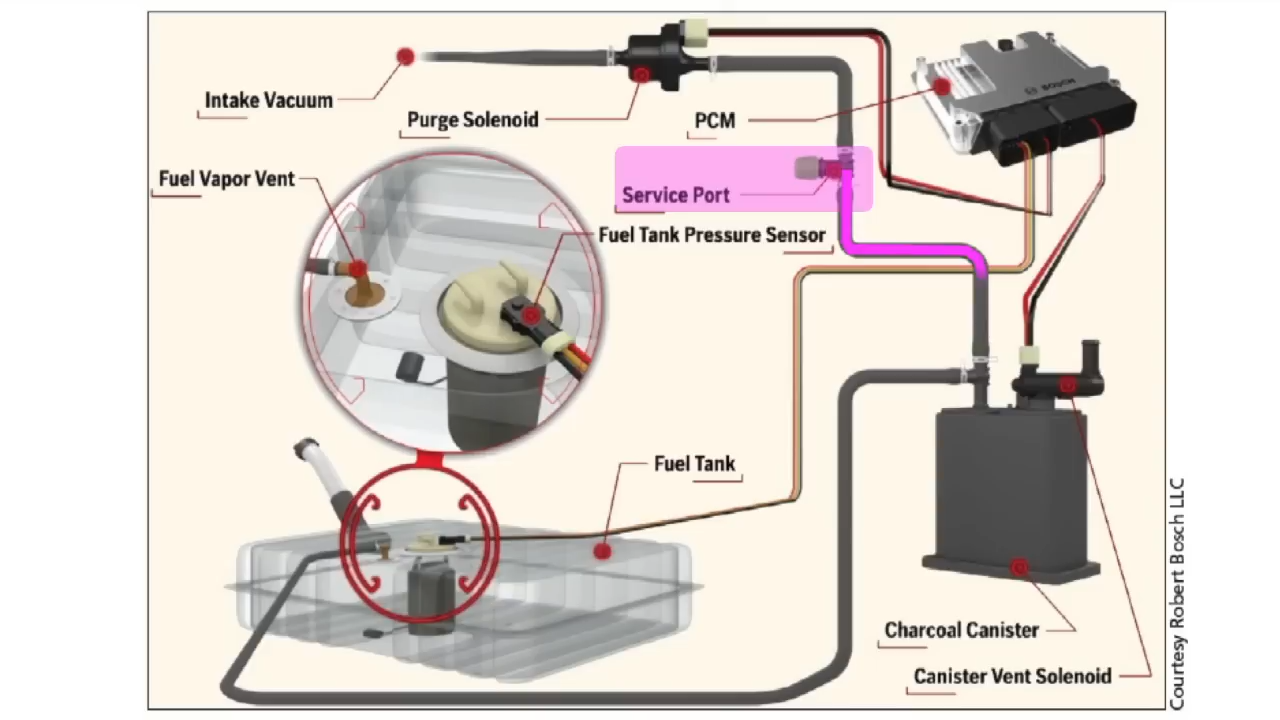 Intake Vacuum
Purge Solenoid
PCM
BOSCH
Fuel Vapor Vent
Service Port
Fuel Tank Pressure Sensor
Fuel Tank
Charcoal Canister
Canister Vent Solenoid
Courtesy Robert Bosch LLC